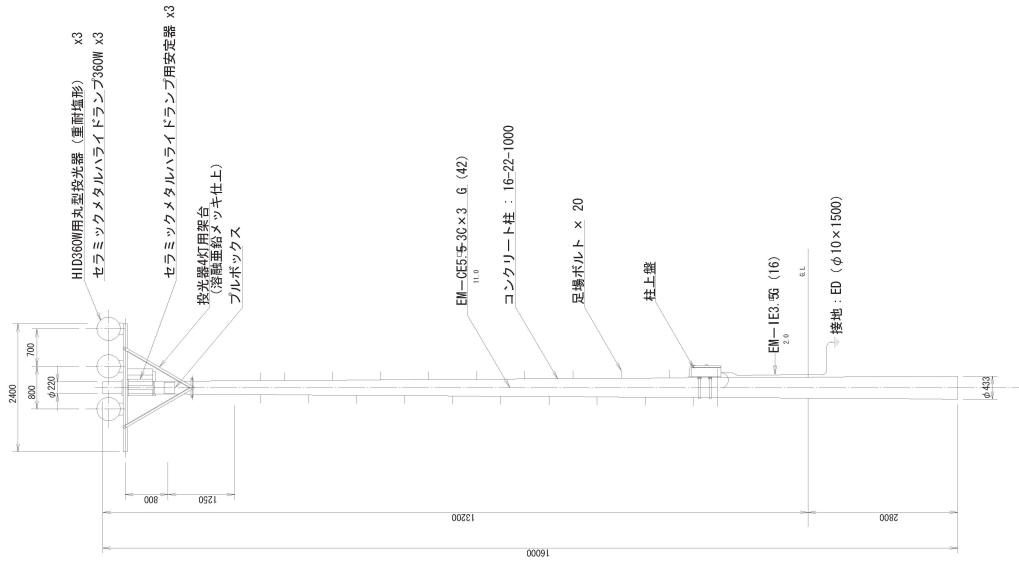 HID360W用丸型投光器（重耐塩形） x3
セラミックメタルハライドランプ360W x3
セラミックメタルハライドランプ用安定器 x3
投光器4灯用架台
（溶融亜鉛メッキ仕上）
プルボックス
EM－CE5.5-3C×3 G (42)
11.0
コンクリート柱 : 16-22-1000
足場ボルト × 20
柱上盤
G.L
EM－IE3.5G (16)
2.0
接地 : ED (φ10×1500)
2400
700
800
φ220
φ433
800
1250
13200
2800
16000